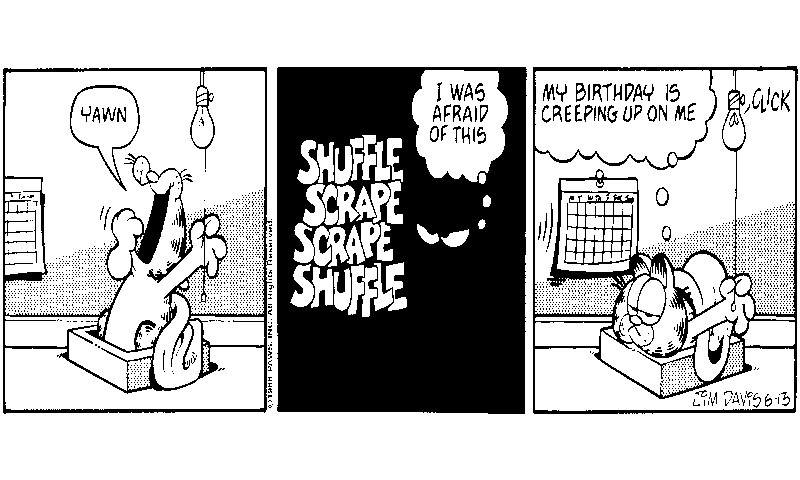 YAWN
SHUFFLE
SCRAPE
SCRAPE
SHUFFLE
I WAS
AFRAID
OF THIS
MY BIRTHDAY IS
CREEPING UP ON ME
CLICK
JIM DAVIS 6-13